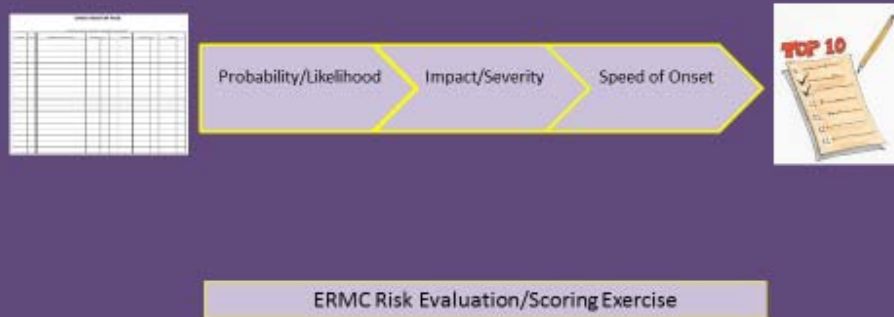 Probability/Likelihood
Impact/Severity
Speed of Onset
TOP 10
ERMC Risk Evaluation/Scoring Exercise